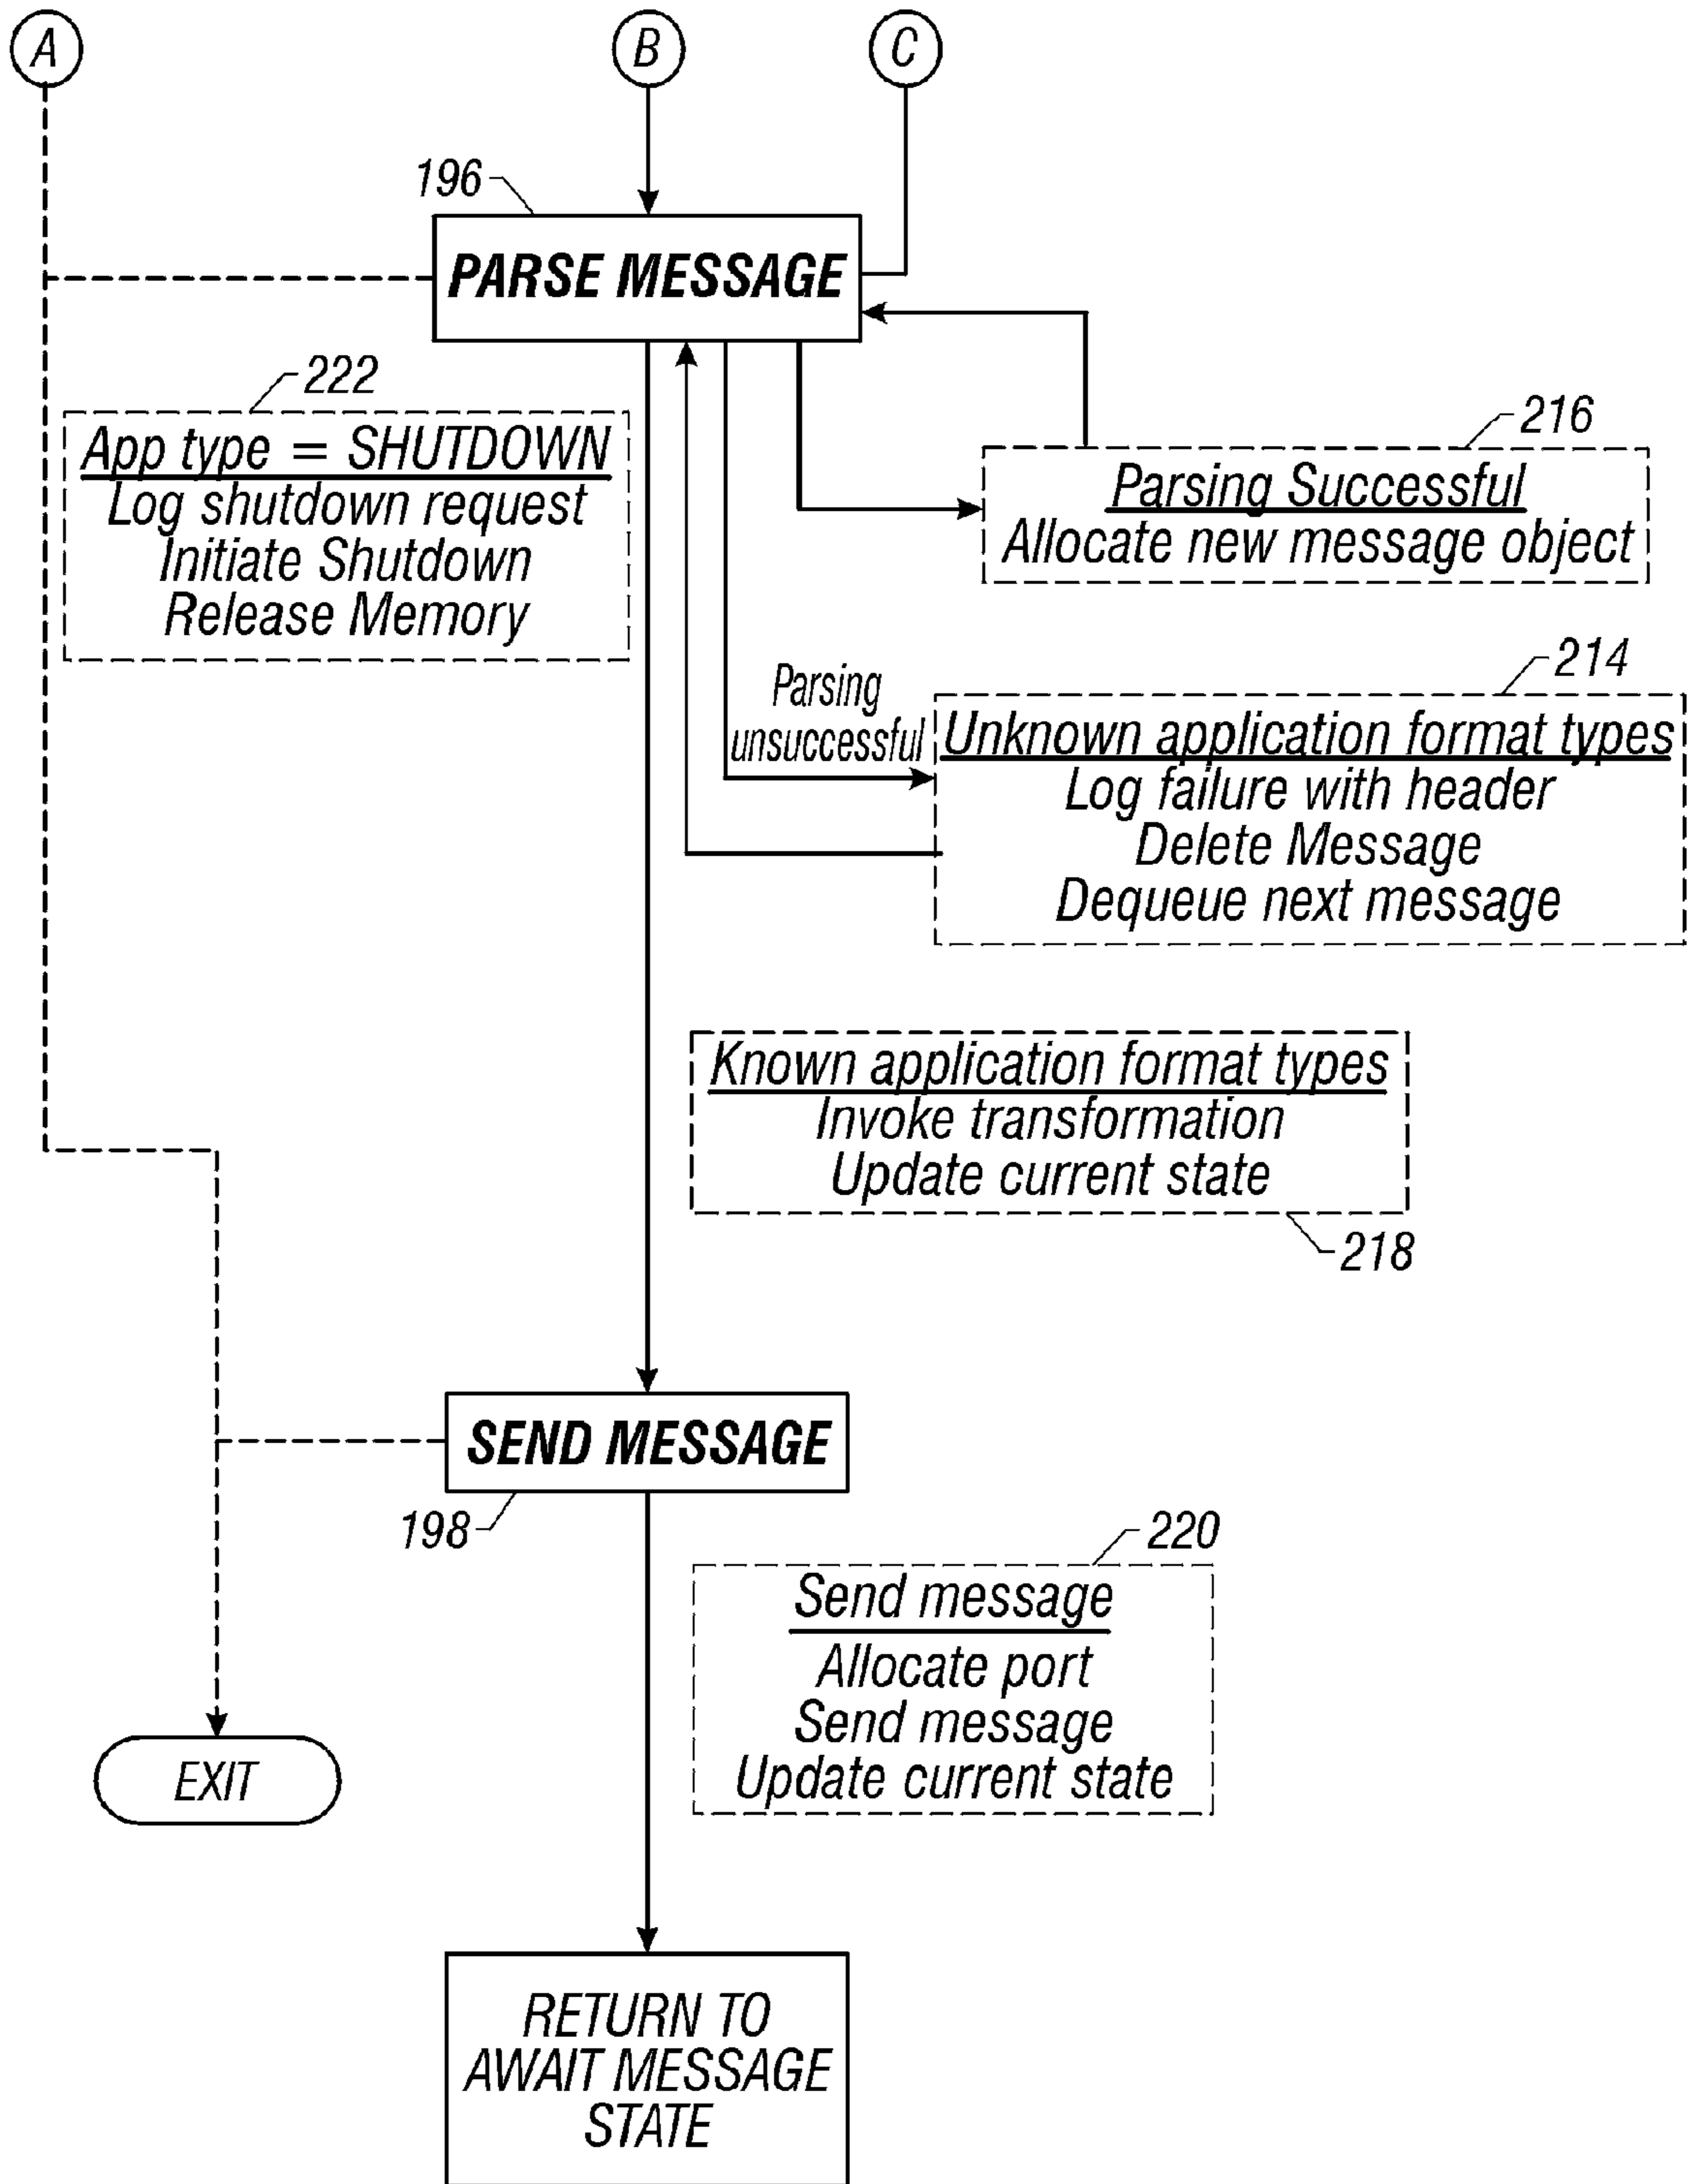 A
B
C
196
PARSE MESSAGE
222
App type = SHUTDOWN
Log shutdown request
Initiate Shutdown
Release Memory
216
Parsing Successful
Allocate new message object
Parsing
unsuccessful
214
Unknown application format types
Log failure with header
Delete Message
Dequeue next message
Known application format types
Invoke transformation
Update current state
218
SEND MESSAGE
198
220
Send message
Allocate port
Send message
Update current state
EXIT
RETURN TO
AWAIT MESSAGE
STATE